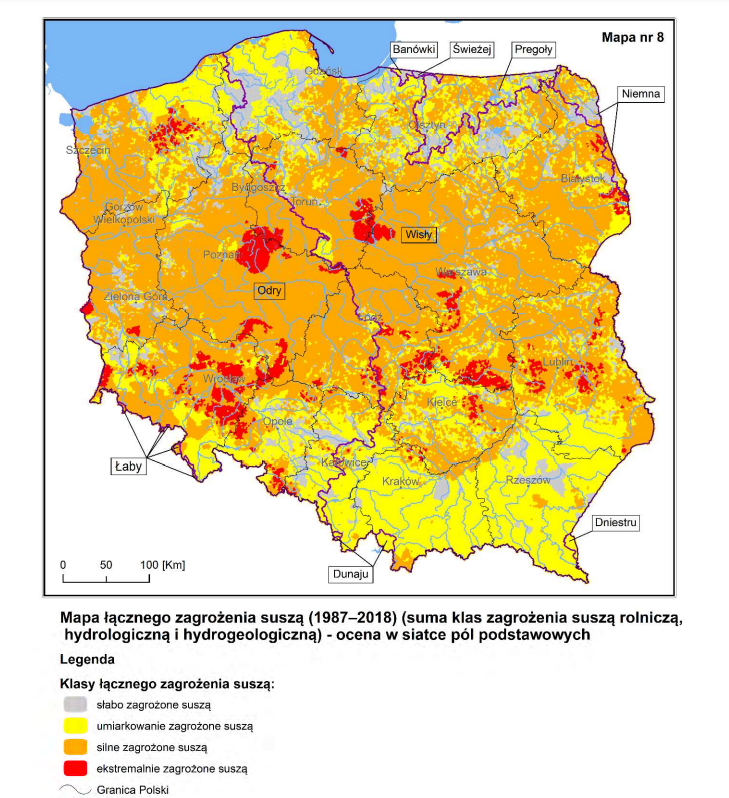 Mapa nr 8
Banówki
Świeżej
Pregoły
Gdańsk
Niemna
Olsztyn
Szczecin
Białystok
Bydgoszcz
Gorzów
Wielkopolski
Toruń
Wisły
Poznań
Warszawa
Odry
Zielona Góra
Łódź
Wrocław
Lublin
Kielce
Opole
Łaby
Katowice
Kraków
Rzeszów
Dniestru
0 50 100 [Km]
Dunaju
Mapa łącznego zagrożenia suszą (1987–2018) (suma klas zagrożenia suszą rolniczą,
hydrologiczną i hydrogeologiczną) - ocena w siatce pól podstawowych
Legenda
Klasy łącznego zagrożenia suszą:
słabo zagrożone suszą
umiarkowanie zagrożone suszą
silne zagrożone suszą
ekstremalnie zagrożone suszą
Granica Polski